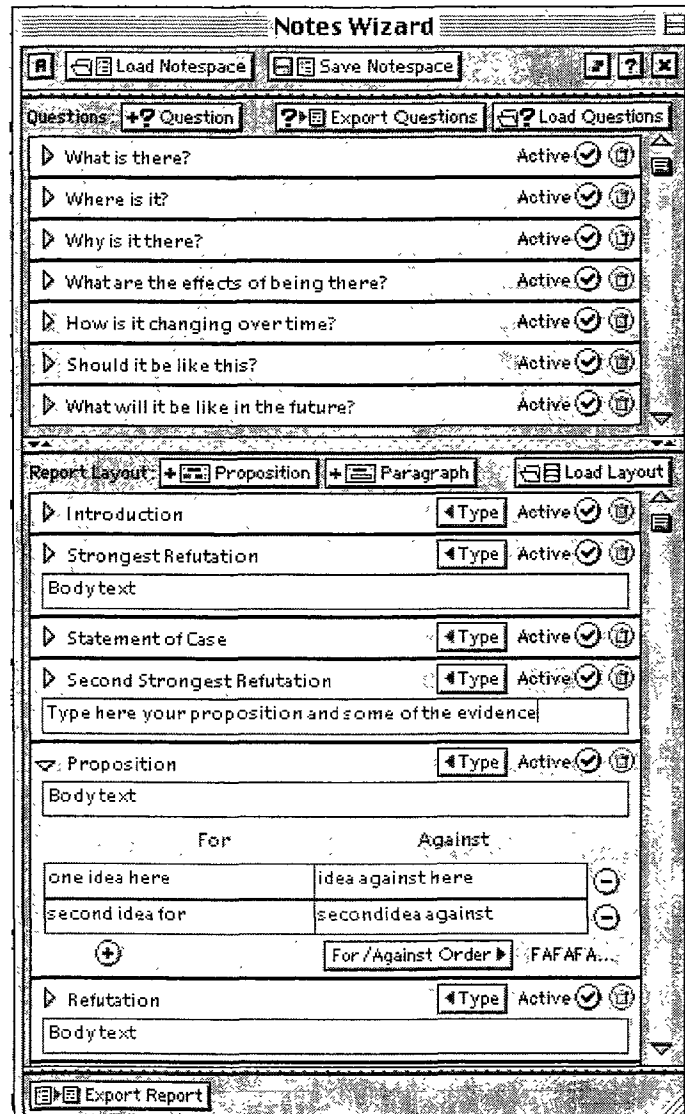 Notes Wizard
A Load Notespace Save Notespace ? x
Questions: +? Question ? Export Questions ? Load Questions
What is there? Active
Where is it? Active
Why is it there? Active
What are the effects of being there? Active
How is it changing over time? Active
Should it be like this? Active
What will it be like in the future? Active
Report Layout: + Proposition + Paragraph Load Layout
Introduction Type Active
Strongest Refutation Type Active
Body text
Statement of Case Type Active
Second Strongest Refutation Type Active
Type here your proposition and some of the evidence
Proposition Type Active
Body text
For Against
one idea here idea against here
second idea for second idea against
For / Against Order FAFAFA...
Refutation Type Active
Body text
Export Report